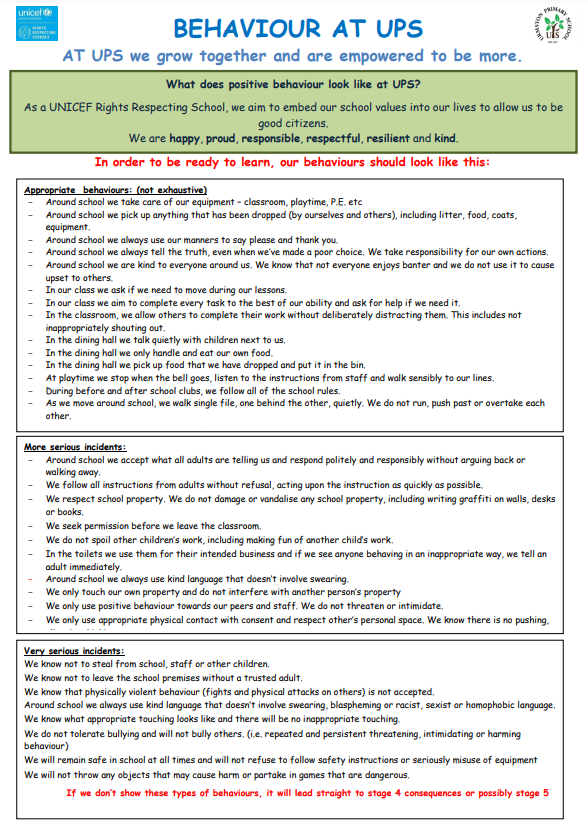 unicef
RIGHTS
RESPECTING
SCHOOLS
BEHAVIOUR AT UPS
URMSTON PRIMARY SCHOOL
UPS
AT UPS we grow together and are empowered to be more.
What does positive behaviour look like at UPS?
As a UNICEF Rights Respecting School, we aim to embed our school values into our lives to allow us to be
good citizens.
We are happy, proud, responsible, respectful, resilient and kind.
In order to be ready to learn, our behaviours should look like this:
Appropriate behaviours: (not exhaustive)
- Around school we take care of our equipment – classroom, playtime, P.E. etc
- Around school we pick up anything that has been dropped (by ourselves and others), including litter, food, coats,
equipment.
- Around school we always use our manners to say please and thank you.
- Around school we always tell the truth, even when we've made a poor choice. We take responsibility for our own actions.
- Around school we are kind to everyone around us. We know that not everyone enjoys banter and we do not use it to cause
upset to others.
- In our class we ask if we need to move during our lessons.
- In our class we aim to complete every task to the best of our ability and ask for help if we need it.
- In the classroom, we allow others to complete their work without deliberately distracting them. This includes not
inappropriately shouting out.
- In the dining hall we talk quietly with children next to us.
- In the dining hall we only handle and eat our own food.
- In the dining hall we pick up food that we have dropped and put it in the bin.
- At playtime we stop when the bell goes, listen to the instructions from staff and walk sensibly to our lines.
- During before and after school clubs, we follow all of the school rules.
- As we move around school, we walk single file, one behind the other, quietly. We do not run, push past or overtake each
other.
More serious incidents:
- Around school we accept what all adults are telling us and respond politely and responsibly without arguing back or
walking away.
- We follow all instructions from adults without refusal, acting upon the instruction as quickly as possible.
- We respect school property. We do not damage or vandalise any school property, including writing graffiti on walls, desks
or books.
- We seek permission before we leave the classroom.
- We do not spoil other children's work, including making fun of another child's work.
- In the toilets we use them for their intended business and if we see anyone behaving in an inappropriate way, we tell an
adult immediately.
- Around school we always use kind language that doesn't involve swearing.
- We only touch our own property and do not interfere with another person's property
- We only use positive behaviour towards our peers and staff. We do not threaten or intimidate.
- We only use appropriate physical contact with consent and respect other's personal space. We know there is no pushing,
Very serious incidents:
We know not to steal from school, staff or other children.
We know not to leave the school premises without a trusted adult.
We know that physically violent behaviour (fights and physical attacks on others) is not accepted.
Around school we always use kind language that doesn't involve swearing, blaspheming or racist, sexist or homophobic language.
We know what appropriate touching looks like and there will be no inappropriate touching.
We do not tolerate bullying and will not bully others. (i.e. repeated and persistent threatening, intimidating or harming
behaviour)
We will remain safe in school at all times and will not refuse to follow safety instructions or seriously misuse of equipment
We will not throw any objects that may cause harm or partake in games that are dangerous.
If we don't show these types of behaviours, it will lead straight to stage 4 consequences or possibly stage 5